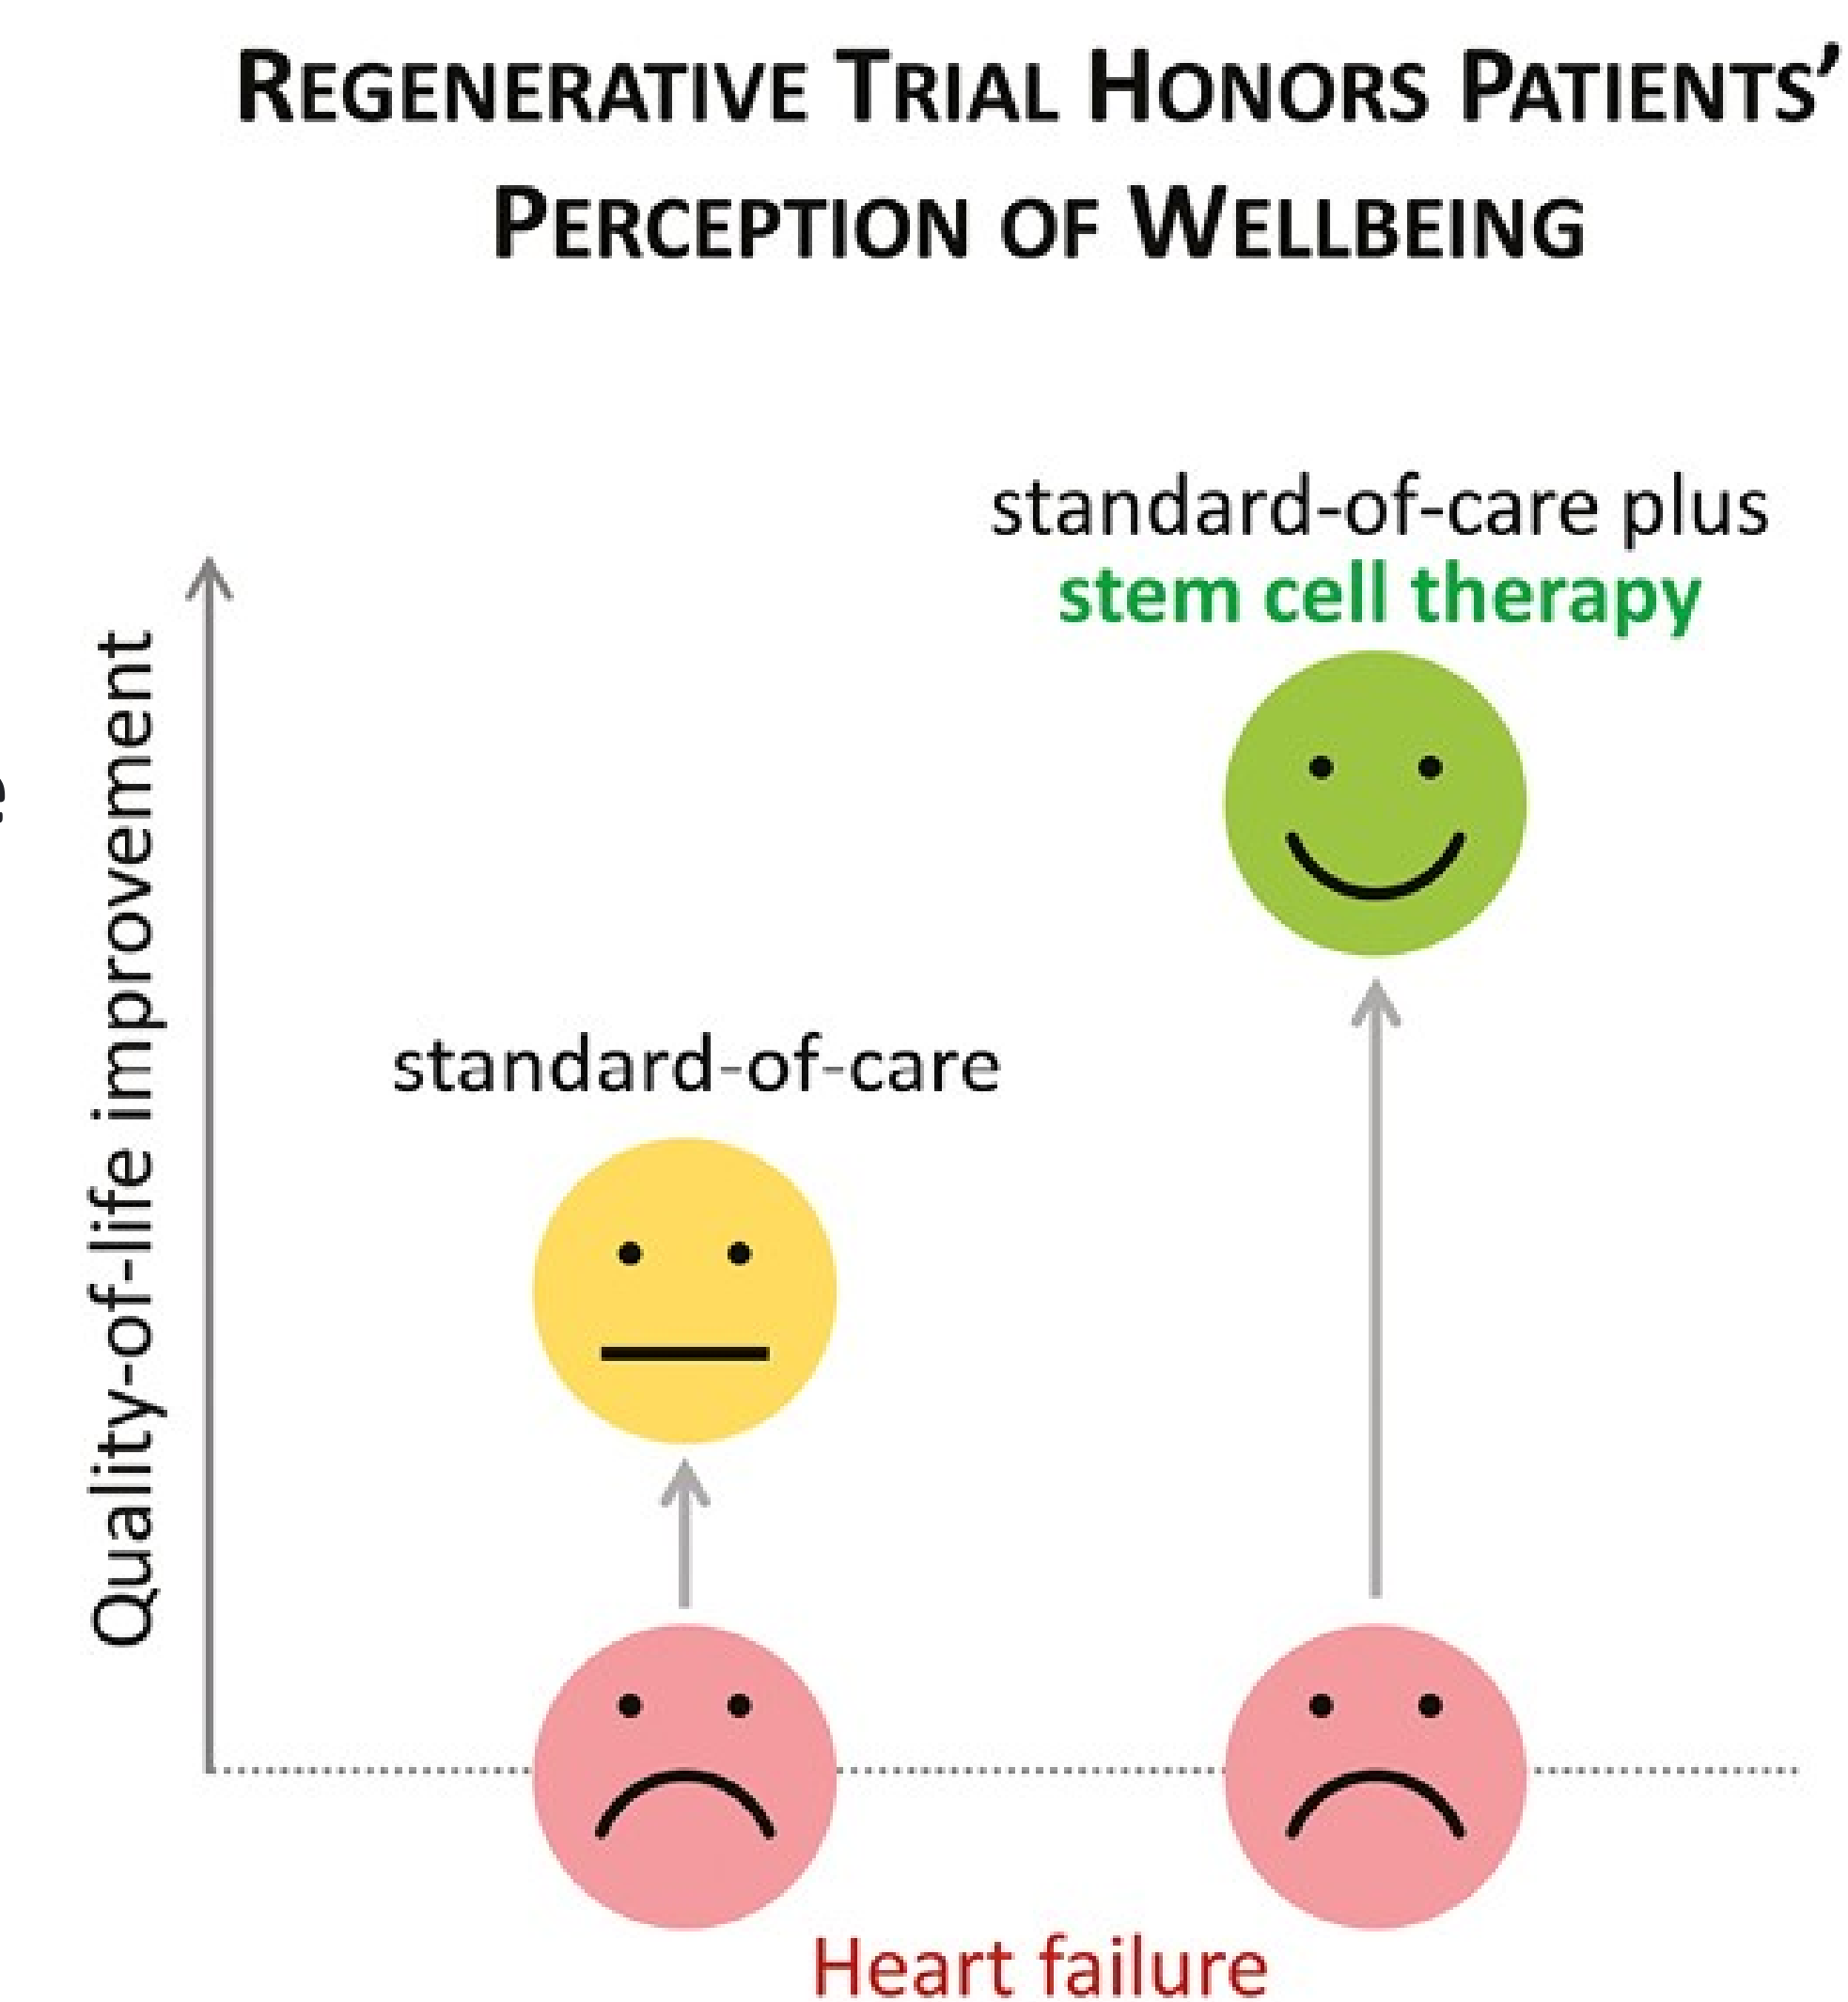 REGENERATIVE TRIAL HONORS PATIENTS'
PERCEPTION OF WELLBEING
standard-of-care plus
stem cell therapy
Quality-of-life improvement
standard-of-care
Heart failure